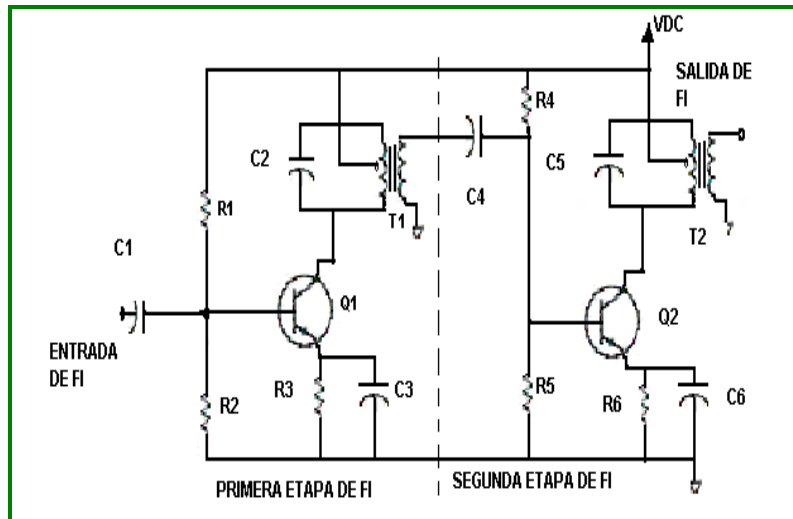 VDC
SALIDA DE
FI
R4
C2
C5
C4
T1
T2
R1
C1
Q1
Q2
ENTRADA
DE FI
R2
R3
C3
R5
R6
C6
PRIMERA ETAPA DE FI
SEGUNDA ETAPA DE FI